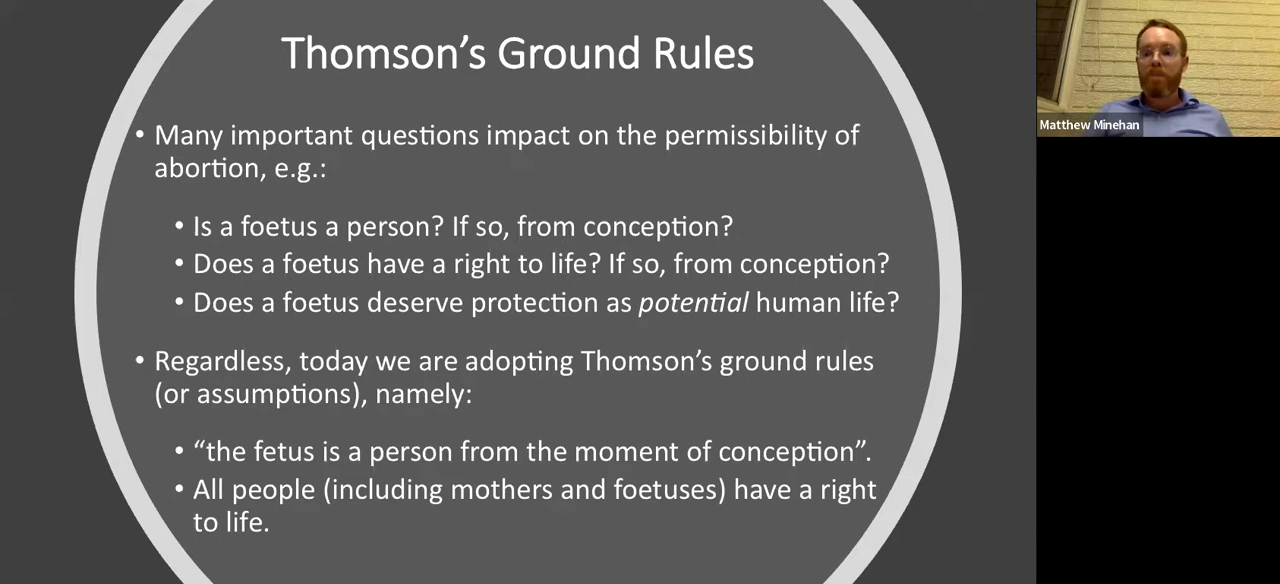 Thomson’s Ground Rules
• Many important questions impact on the permissibility of
abortion, e.g.:
• Is a foetus a person? If so, from conception?
• Does a foetus have a right to life? If so, from conception?
• Does a foetus deserve protection as potential human life?
• Regardless, today we are adopting Thomson’s ground rules
(or assumptions), namely:
• “the fetus is a person from the moment of conception”.
• All people (including mothers and foetuses) have a right
to life.
Matthew Minehan